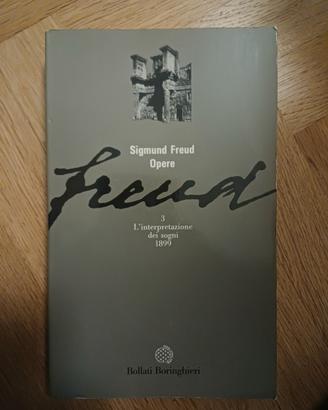 Sigmund Freud
Opere
freud
3
L'interpretazione
dei sogni
1899
Bollati Boringhieri